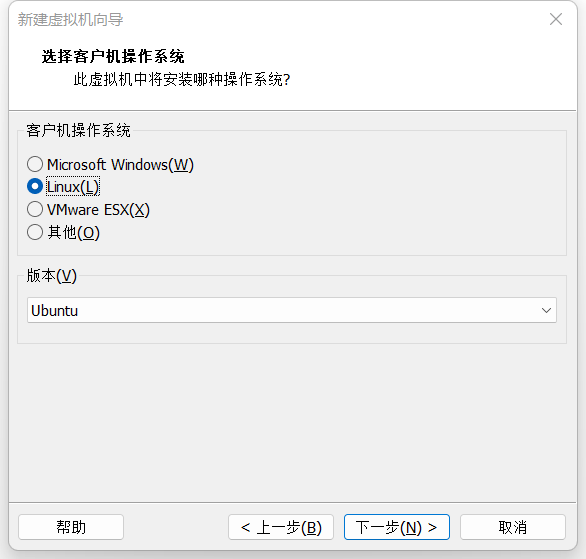 新建虚拟机向导
选择客户机操作系统
此虚拟机中将安装哪种操作系统?
客户机操作系统
Microsoft Windows(W)
Linux(L)
VMware ESX(X)
其他(O)
版本(V)
Ubuntu
帮助
< 上一步(B)
下一步(N) >
取消